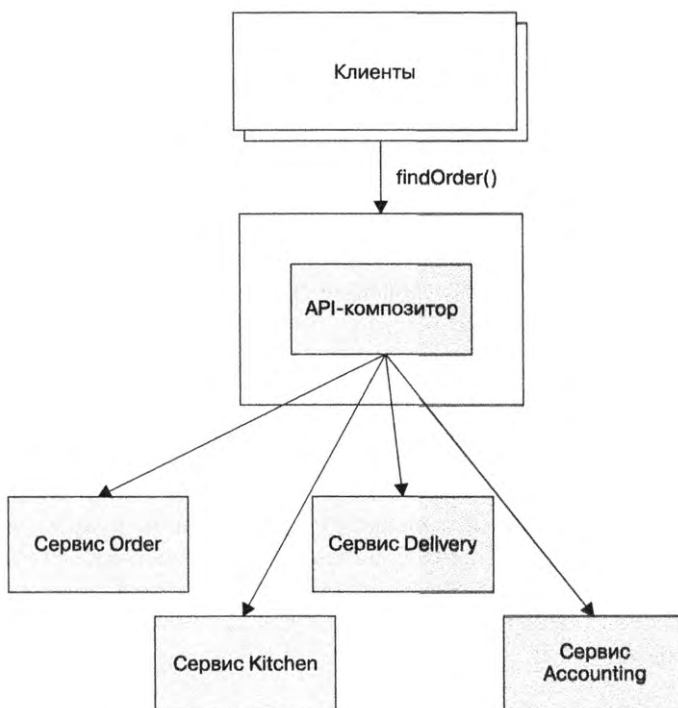 Клиенты
findOrder()
API-композитор
Сервис Order
Сервис Delivery
Сервис Kitchen
Сервис
Accounting